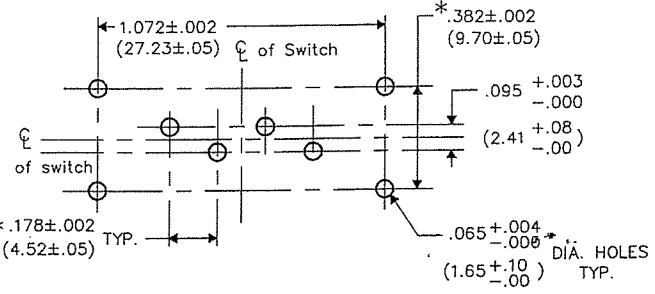 1.072±.002
(27.23±.05)
℄ of Switch
*.382±.002
(9.70±.05)
.095 +.003 -.000
(2.41 +.08 -.00)
℄
of switch
*.178±.002
(4.52±.05)
TYP.
.065 +.004 -.000
DIA. HOLES
(1.65 +.10 -.00)
TYP.